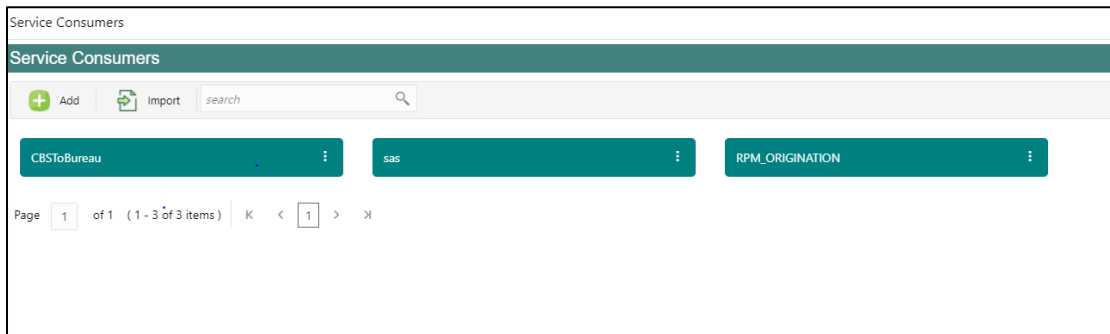 Service Consumers
Service Consumers
Add Import search
CBSToBureau sas RPM_ORIGINATION
Page 1 of 1 (1 - 3 of 3 items) 1